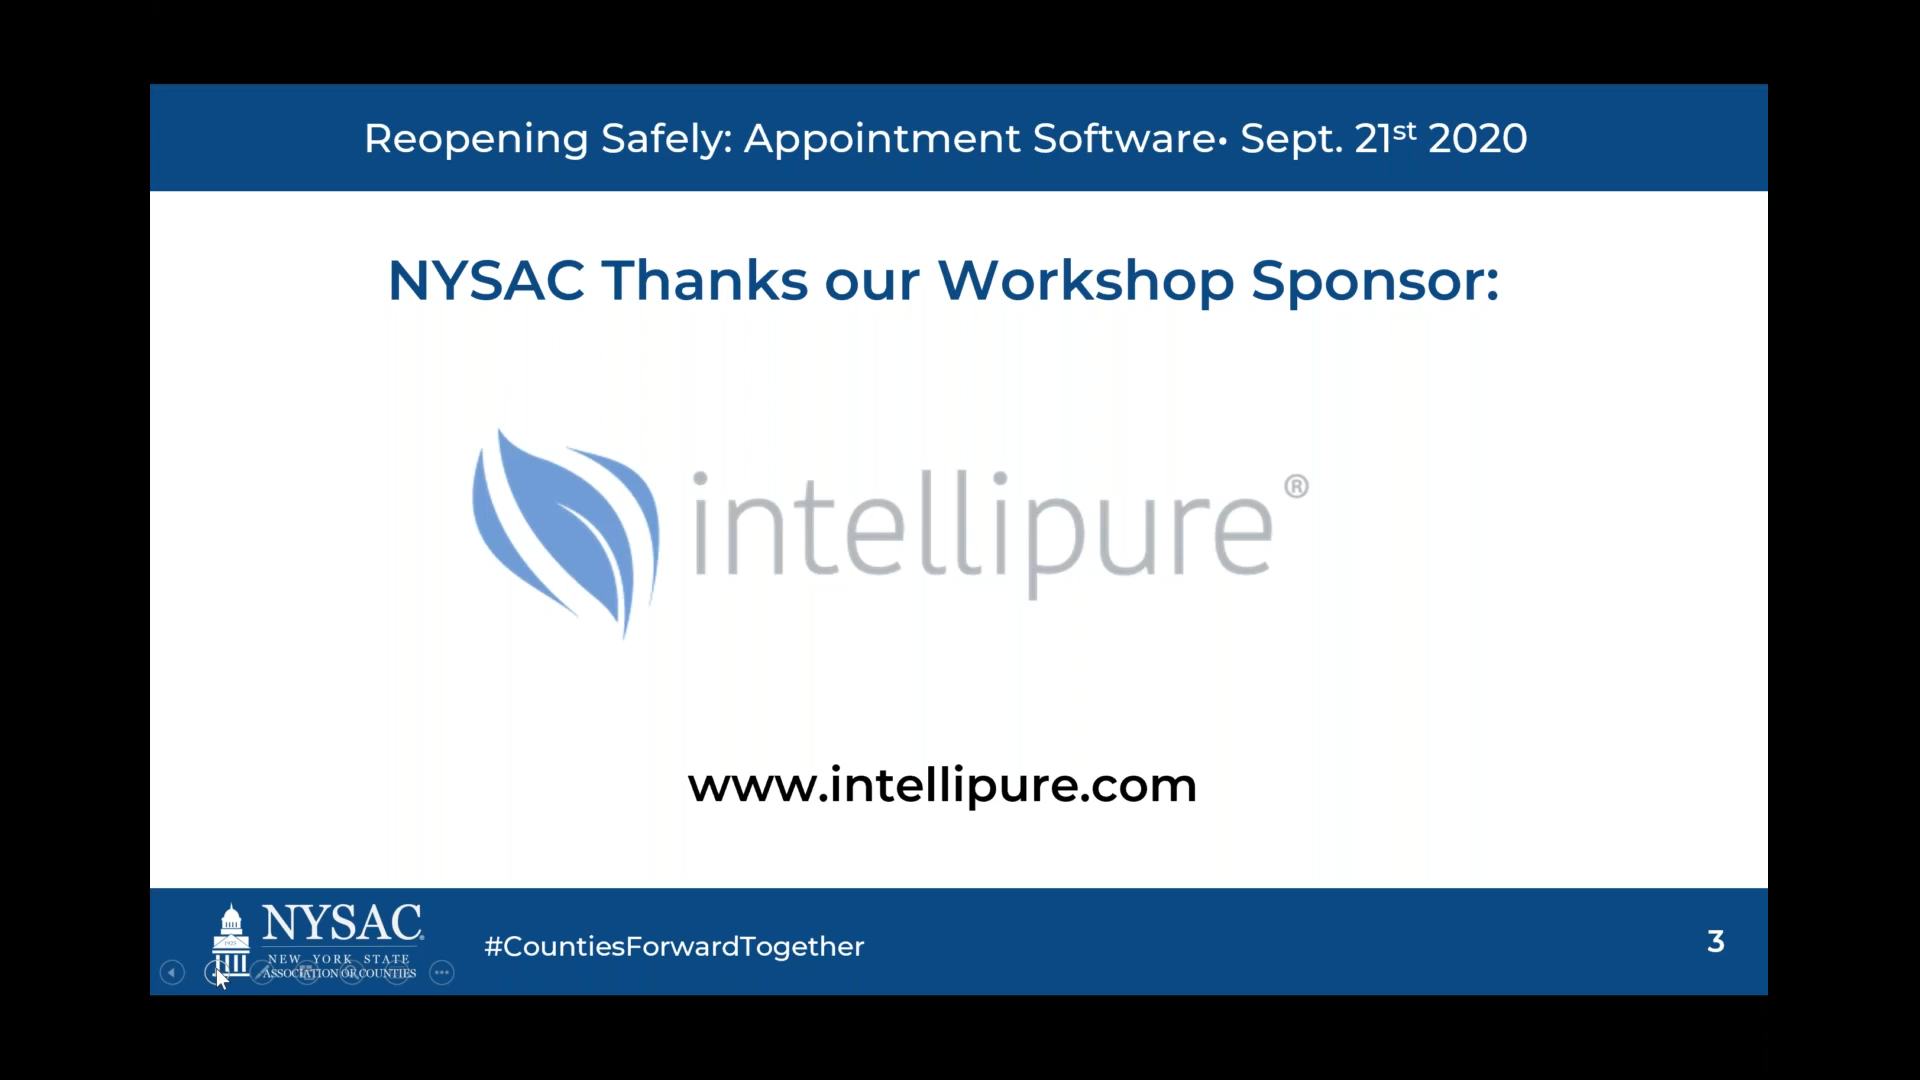 Reopening Safely: Appointment Software• Sept. 21st 2020
NYSAC Thanks our Workshop Sponsor:
intellipure®
www.intellipure.com
NYSAC
NEW YORK STATE
ASSOCIATION OF COUNTIES
1925
#CountiesForwardTogether
3